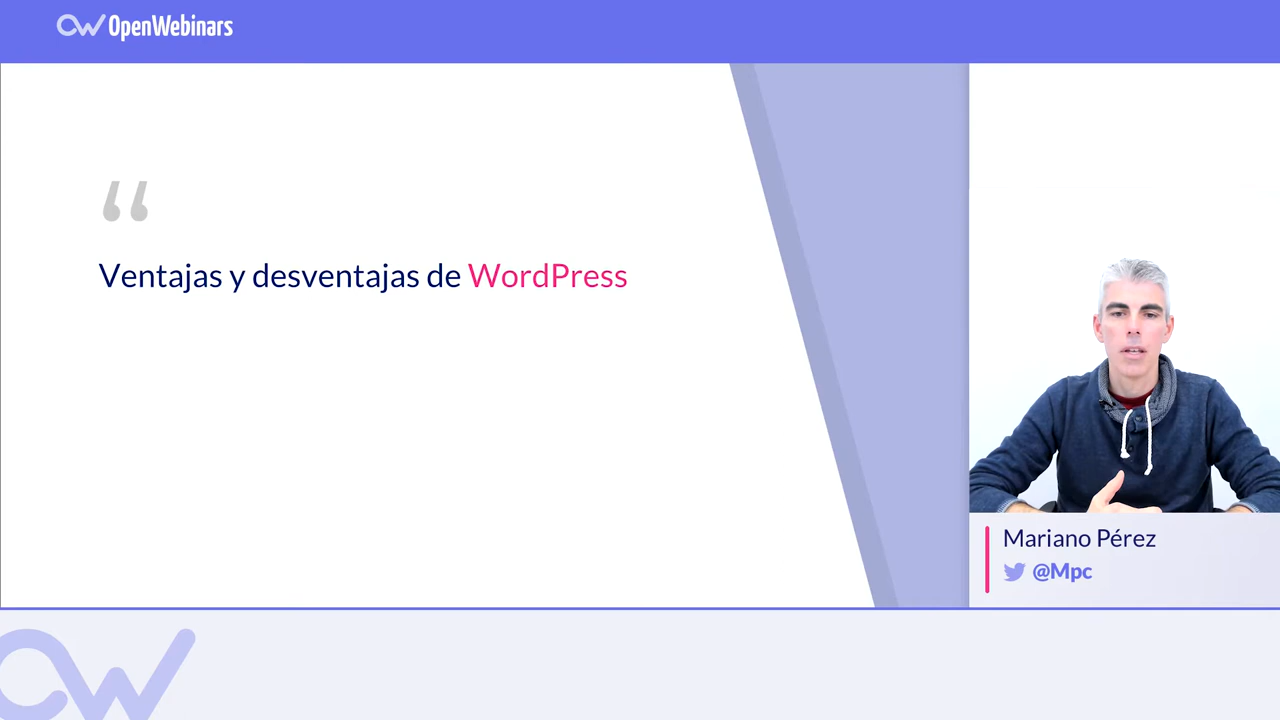 OpenWebinars
“
Ventajas y desventajas de WordPress
Mariano Pérez
@Mpc